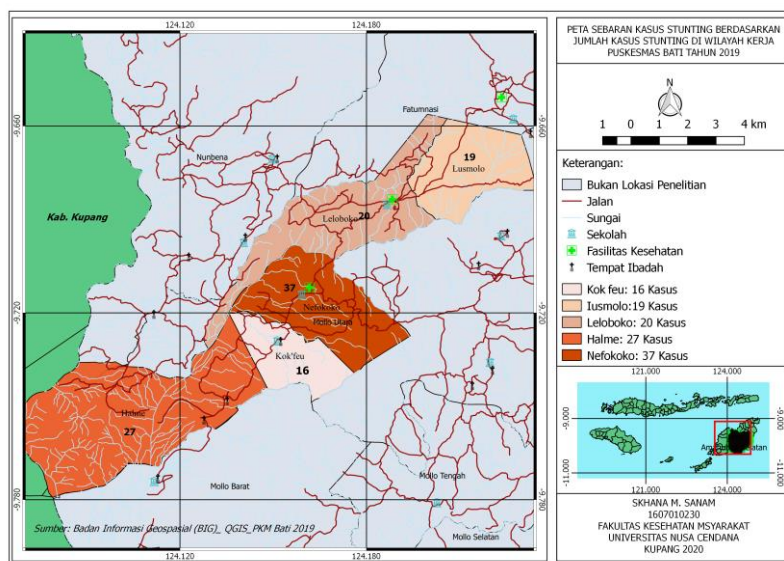 PETA SEBARAN KASUS STUNTING BERDASARKAN
JUMLAH KASUS STUNTING DI WILAYAH KERJA
PUSKESMAS BATI TAHUN 2019
N
1 0 1 2 3 4 km
Keterangan:
Bukan Lokasi Penelitian
Jalan
Sungai
Sekolah
Fasilitas Kesehatan
Tempat Ibadah
Kok feu: 16 Kasus
Iusmolo:19 Kasus
Leloboko: 20 Kasus
Halme: 27 Kasus
Nefokoko: 37 Kasus
121.000 124.000
-9.000 -9.000
-11.000 -11.000
121.000 124.000
SKHANA M. SANAM
1607010230
FAKULTAS KESEHATAN MSYARAKAT
UNIVERSITAS NUSA CENDANA
KUPANG 2020
124.120 124.180
-9.660 -9.660
Fatumnasi
Nunbena
19
Lusmolo
Kab. Kupang
Leloboko 20
37
Nefokoko
-9.720 -9.720
Mollo Utara
Kok'feu
16
Halme
27
Mollo Barat
Mollo Tengah
-9.780 -9.780
Mollo Selatan
Sumber: Badan Informasi Geospasial (BIG)_ QGIS_PKM Bati 2019
124.120 124.180